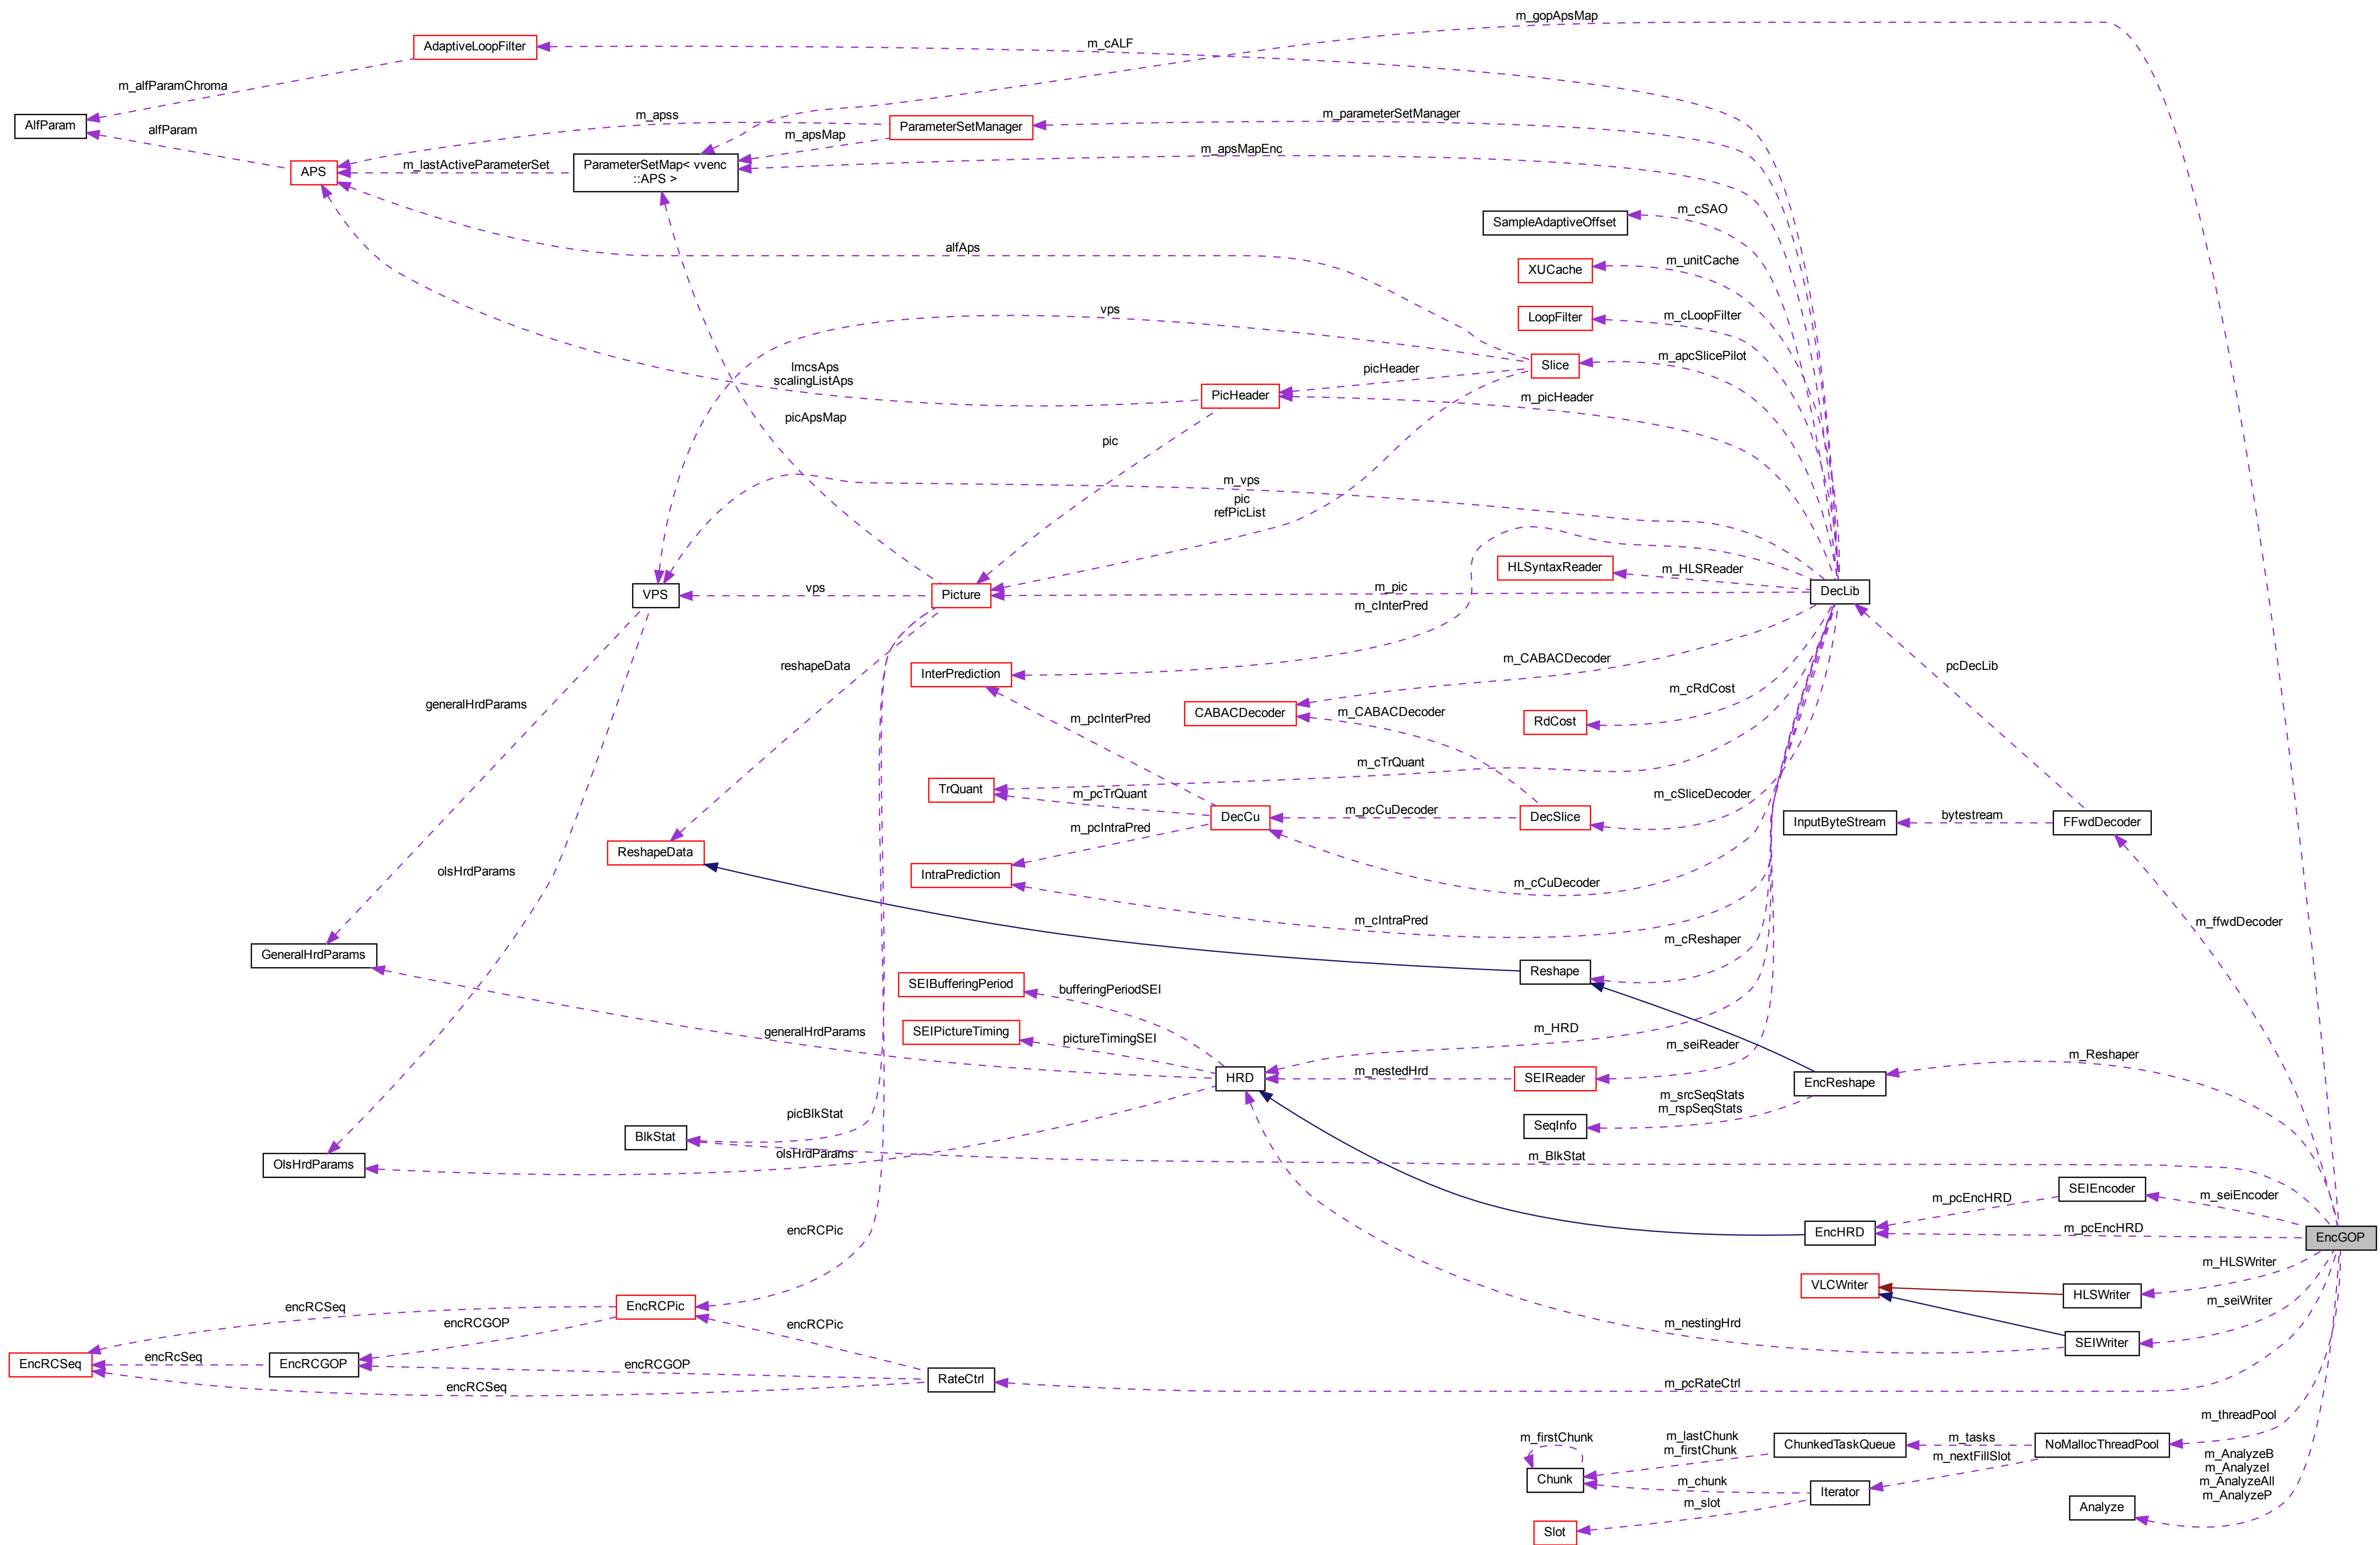 m_gopApsMap
AdaptiveLoopFilter
m_cALF
m_alfParamChroma
AlfParam
alfParam
m_apss
ParameterSetManager
m_parameterSetManager
m_apsMap
APS
m_lastActiveParameterSet
ParameterSetMap< vvenc
::APS >
m_apsMapEnc
SampleAdaptiveOffset
m_cSAO
alfAps
XUCache
m_unitCache
vps
LoopFilter
m_cLoopFilter
lmcsAps
scalingListAps
Slice
m_apcSlicePilot
picHeader
PicHeader
m_picHeader
picApsMap
pic
m_vps
pic
refPicList
HLSyntaxReader
m_HLSReader
DecLib
VPS
vps
Picture
m_pic
m_cInterPred
reshapeData
InterPrediction
m_CABACDecoder
pcDecLib
generalHrdParams
m_pcInterPred
CABACDecoder
m_CABACDecoder
m_cRdCost
RdCost
m_cTrQuant
TrQuant
m_pcTrQuant
m_cSliceDecoder
DecCu
m_pcCuDecoder
DecSlice
InputByteStream
bytestream
FFwdDecoder
m_pcIntraPred
ReshapeData
olsHrdParams
IntraPrediction
m_cCuDecoder
m_cIntraPred
m_ffwdDecoder
GeneralHrdParams
m_cReshaper
Reshape
SEIBufferingPeriod
bufferingPeriodSEI
SEIPictureTiming
pictureTimingSEI
generalHrdParams
m_HRD
m_seiReader
m_Reshaper
HRD
m_nestedHrd
SEIReader
EncReshape
m_srcSeqStats
m_rspSeqStats
SeqInfo
picBlkStat
BlkStat
olsHrdParams
OlsHrdParams
m_BlkStat
SEIEncoder
m_seiEncoder
m_pcEncHRD
encRCPic
EncHRD
m_pcEncHRD
EncGOP
m_HLSWriter
VLCWriter
HLSWriter
m_seiWriter
encRCSeq
EncRCPic
encRCGOP
encRCPic
m_nestingHrd
SEIWriter
EncRCSeq
encRcSeq
EncRCGOP
encRCGOP
RateCtrl
encRCSeq
m_pcRateCtrl
m_threadPool
m_firstChunk
m_lastChunk
m_firstChunk
ChunkedTaskQueue
m_tasks
m_nextFillSlot
NoMallocThreadPool
m_AnalyzeB
m_AnalyzeI
m_AnalyzeAll
m_AnalyzeP
Chunk
m_chunk
Iterator
m_slot
Analyze
Slot